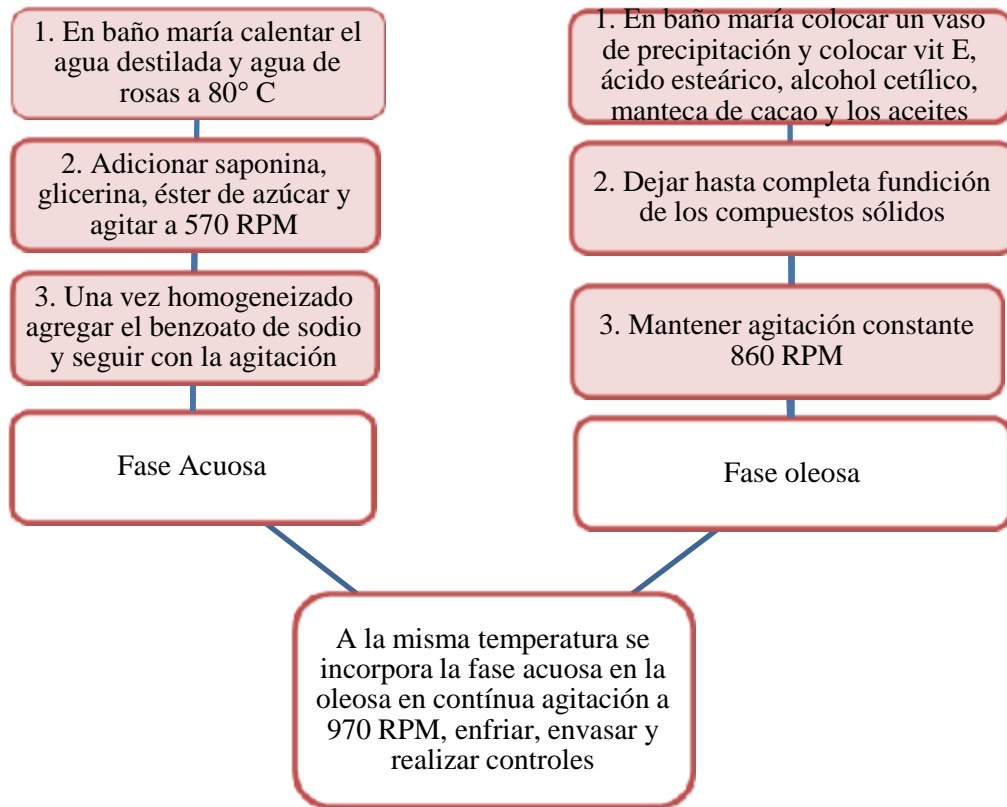 1. En baño maría calentar el
agua destilada y agua de
rosas a 80° C
2. Adicionar saponina,
glicerina, éster de azúcar y
agitar a 570 RPM
3. Una vez homogeneizado
agregar el benzoato de sodio
y seguir con la agitación
Fase Acuosa
1. En baño maría colocar un vaso
de precipitación y colocar vit E,
ácido esteárico, alcohol cetílico,
manteca de cacao y los aceites
2. Dejar hasta completa fundición
de los compuestos sólidos
3. Mantener agitación constante
860 RPM
Fase oleosa
A la misma temperatura se
incorpora la fase acuosa en la
oleosa en contínua agitación a
970 RPM, enfriar, envasar y
realizar controles